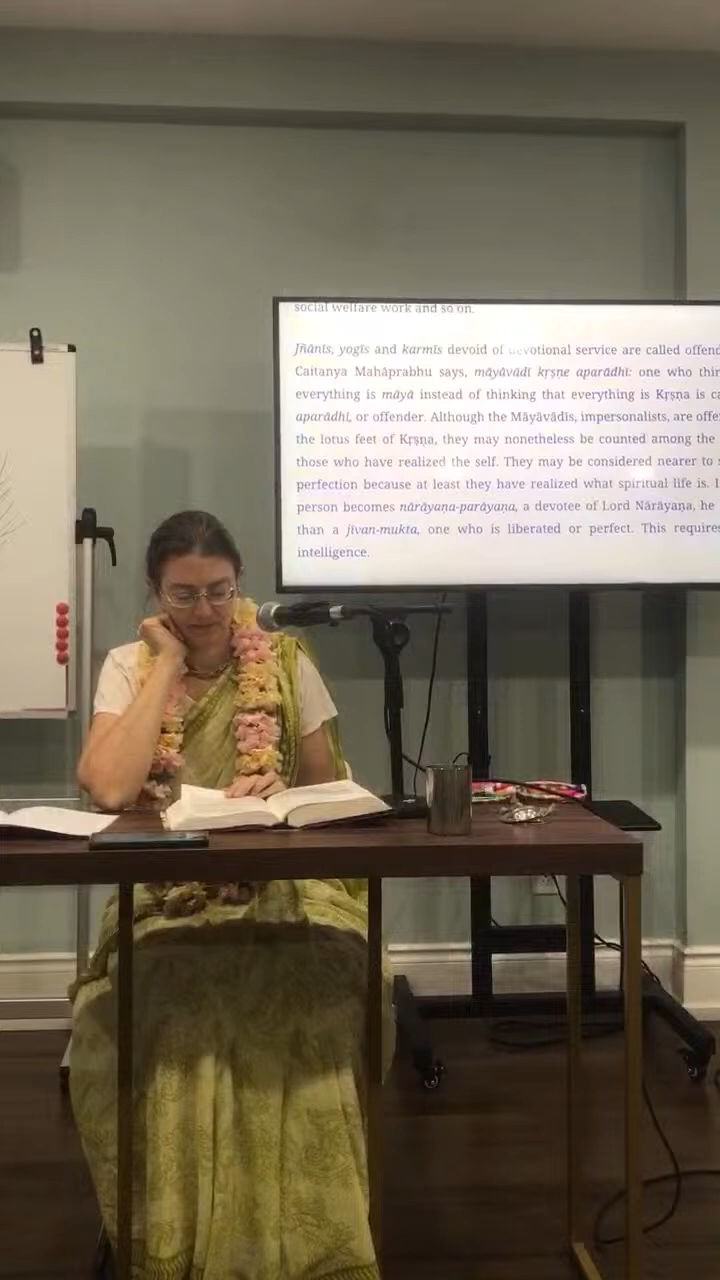 social welfare work and so on.
Jñānīs, yogīs and karmīs devoid of devotional service are called
Caitanya Mahāprabhu says, māyāvādī kṛṣṇe aparādhī: one who
everything is māyā instead of thinking that everything is Kṛṣṇa is
aparādhī, or offender. Although the Māyāvādīs, impersonalists, are
the lotus feet of Kṛṣṇa, they may nonetheless be counted among the
those who have realized the self. They may be considered nearer to
perfection because at least they have realized what spiritual life is.
person becomes nārāyaṇa-parāyaṇa, a devotee of Lord Nārāyaṇa, he
than a jīvan-mukta, one who is liberated or perfect. This requires
intelligence.